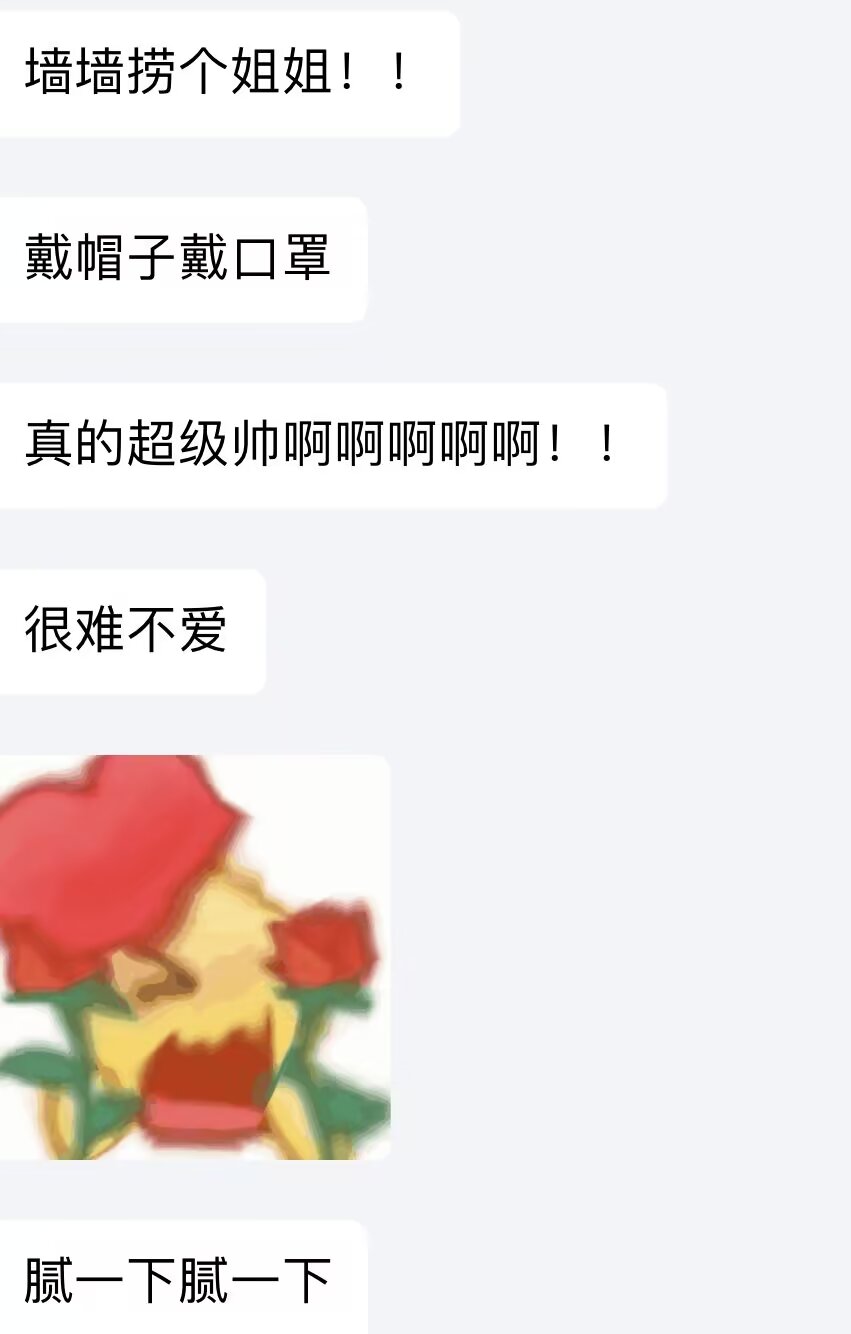 墙墙捞个姐姐！！
戴帽子戴口罩
真的超级帅啊啊啊啊啊！！
很难不爱
腻一下腻一下